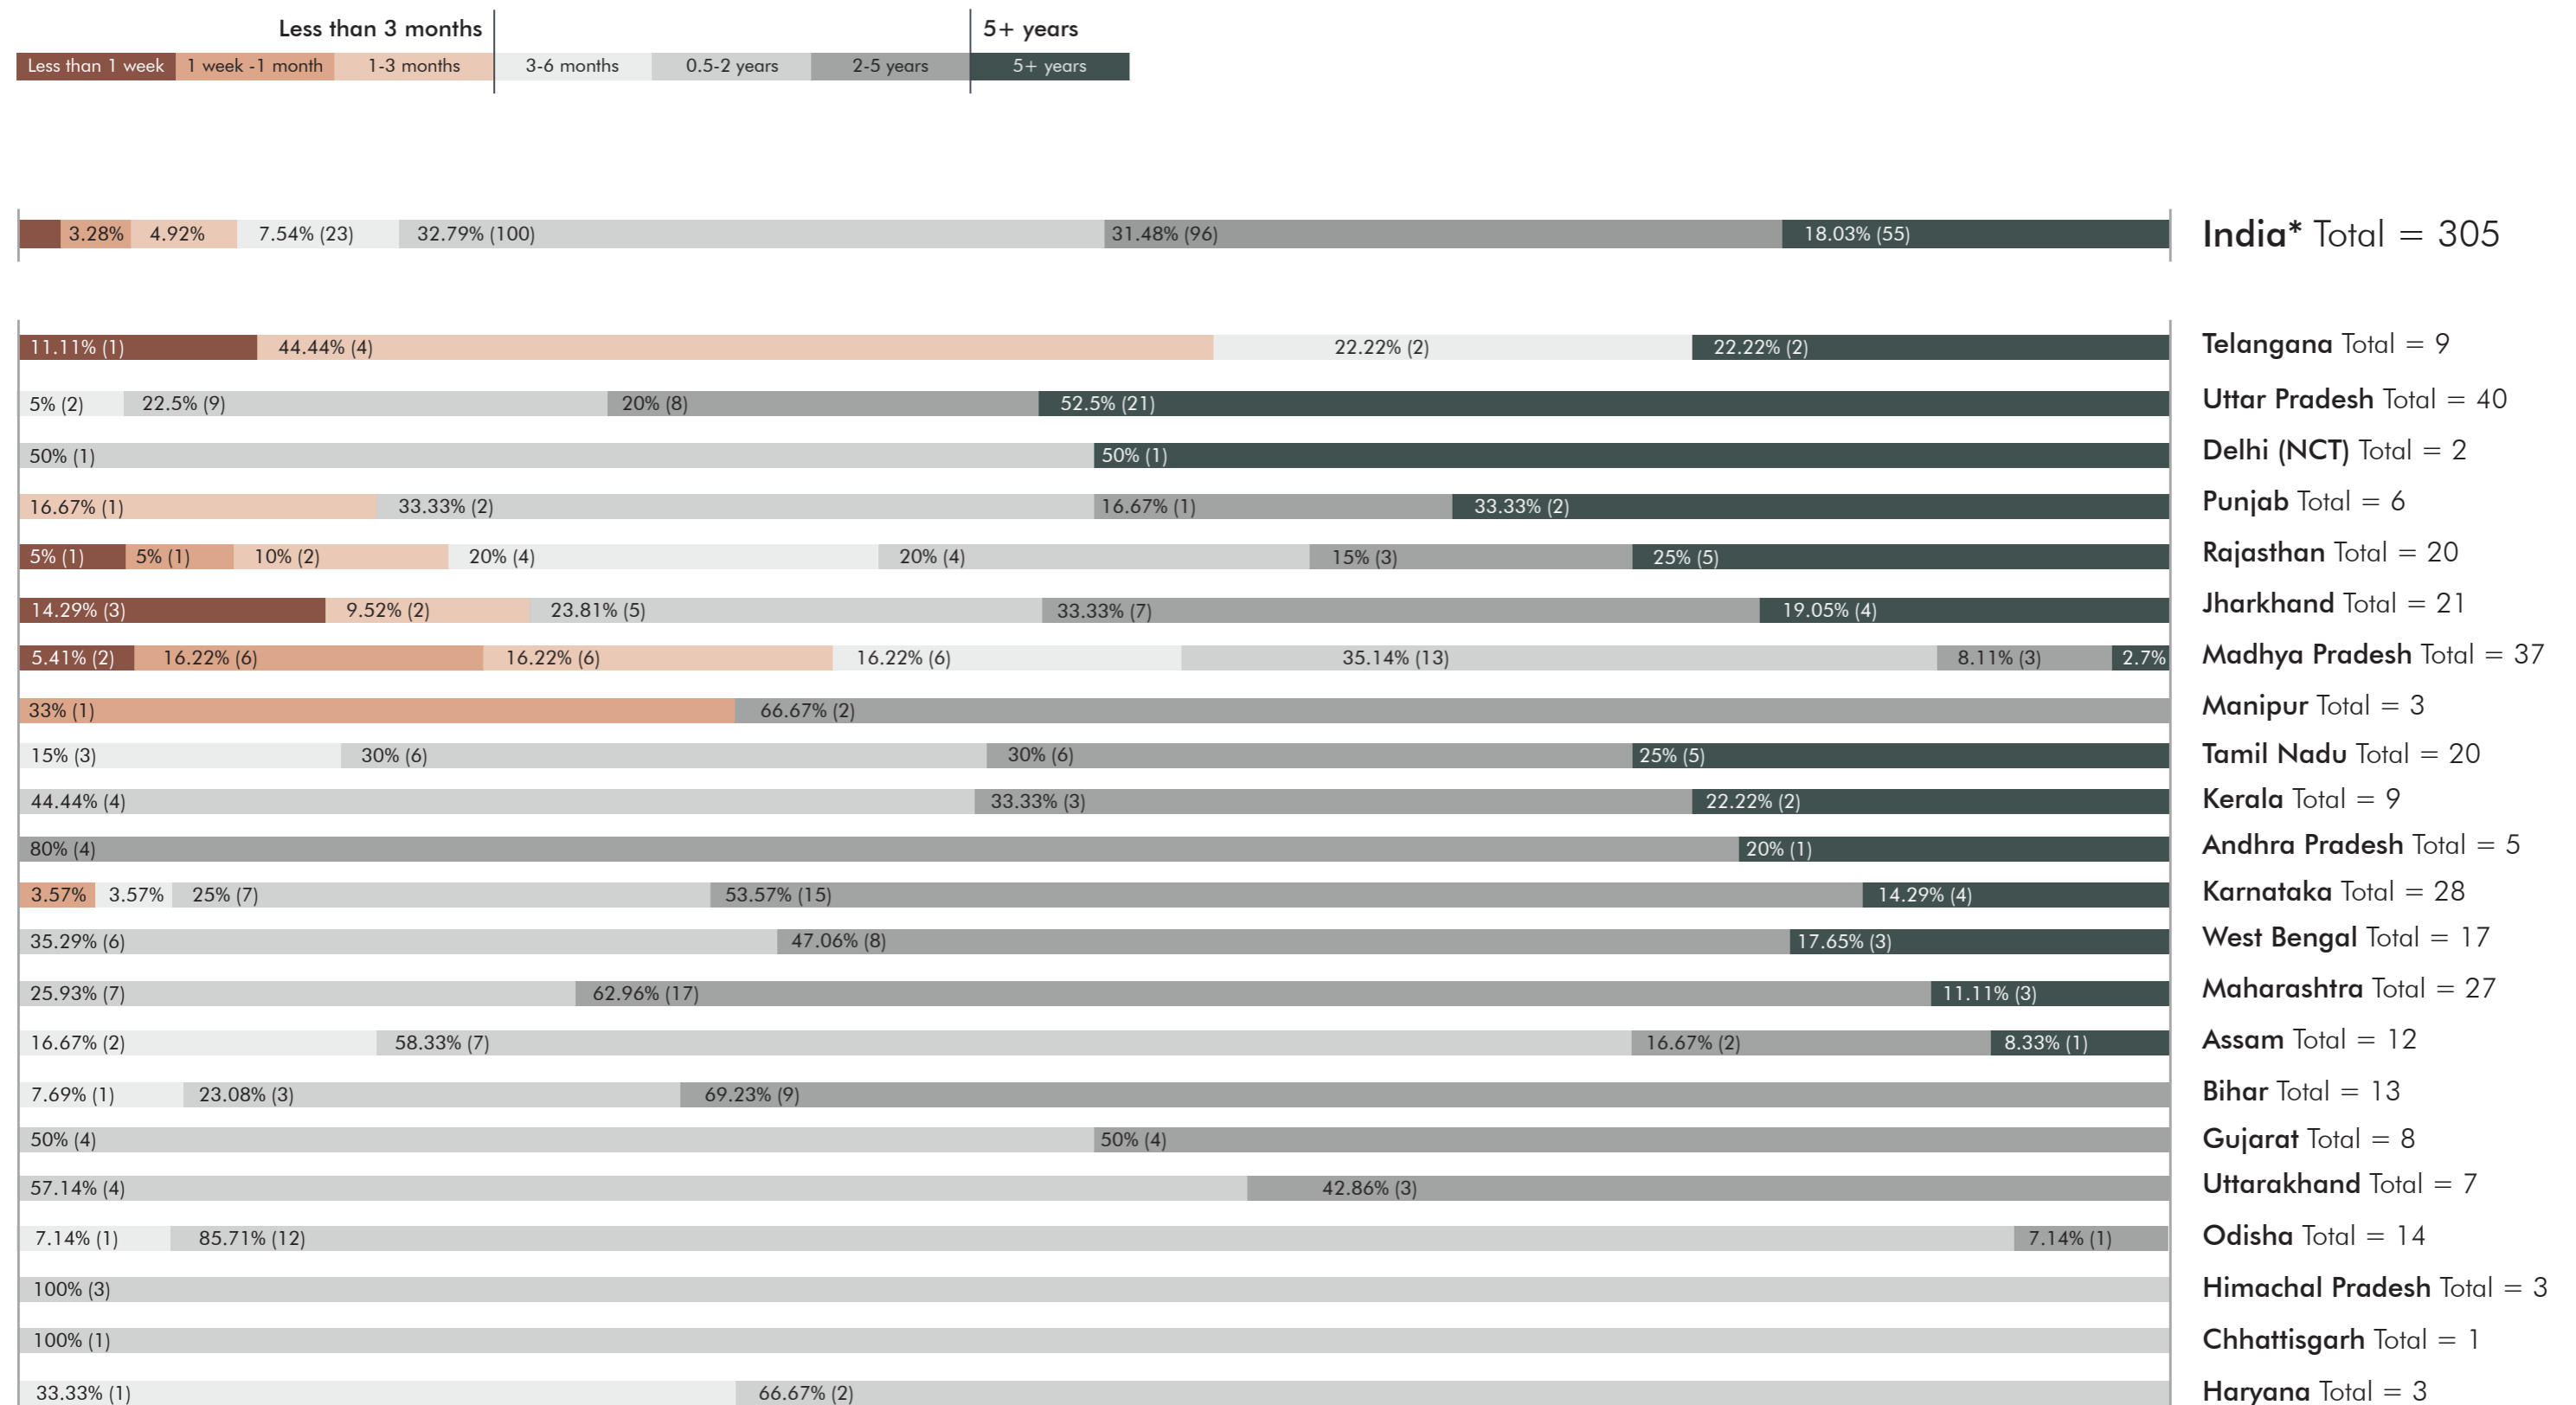 Less than 3 months 5+ years
Less than 1 week 1 week -1 month 1-3 months 3-6 months 0.5-2 years 2-5 years 5+ years
3.28% 4.92% 7.54% (23) 32.79% (100) 31.48% (96) 18.03% (55) India* Total = 305
11.11% (1) 44.44% (4) 22.22% (2) 22.22% (2) Telangana Total = 9
5% (2) 22.5% (9) 20% (8) 52.5% (21) Uttar Pradesh Total = 40
50% (1) 50% (1) Delhi (NCT) Total = 2
16.67% (1) 33.33% (2) 16.67% (1) 33.33% (2) Punjab Total = 6
5% (1) 5% (1) 10% (2) 20% (4) 20% (4) 15% (3) 25% (5) Rajasthan Total = 20
14.29% (3) 9.52% (2) 23.81% (5) 33.33% (7) 19.05% (4) Jharkhand Total = 21
5.41% (2) 16.22% (6) 16.22% (6) 16.22% (6) 35.14% (13) 8.11% (3) 2.7% Madhya Pradesh Total = 37
33% (1) 66.67% (2) Manipur Total = 3
15% (3) 30% (6) 30% (6) 25% (5) Tamil Nadu Total = 20
44.44% (4) 33.33% (3) 22.22% (2) Kerala Total = 9
80% (4) 20% (1) Andhra Pradesh Total = 5
3.57% 3.57% 25% (7) 53.57% (15) 14.29% (4) Karnataka Total = 28
35.29% (6) 47.06% (8) 17.65% (3) West Bengal Total = 17
25.93% (7) 62.96% (17) 11.11% (3) Maharashtra Total = 27
16.67% (2) 58.33% (7) 16.67% (2) 8.33% (1) Assam Total = 12
7.69% (1) 23.08% (3) 69.23% (9) Bihar Total = 13
50% (4) 50% (4) Gujarat Total = 8
57.14% (4) 42.86% (3) Uttarakhand Total = 7
7.14% (1) 85.71% (12) 7.14% (1) Odisha Total = 14
100% (3) Himachal Pradesh Total = 3
100% (1) Chhattisgarh Total = 1
33.33% (1) 66.67% (2) Haryana Total = 3